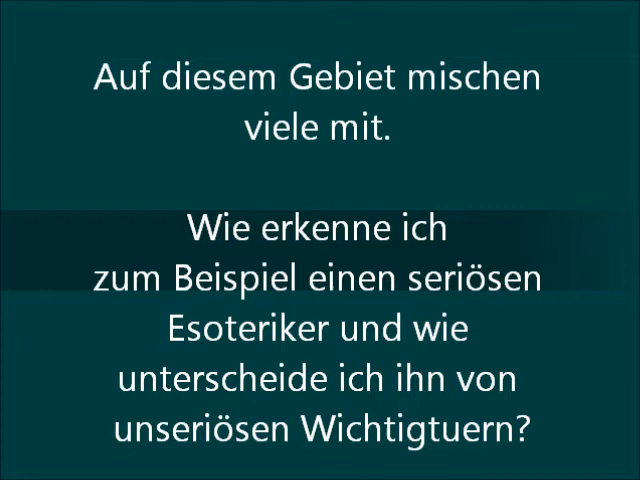 Auf diesem Gebiet mischen
viele mit.
Wie erkenne ich
zum Beispiel einen seriösen
Esoteriker und wie
unterscheide ich ihn von
unseriösen Wichtigtuern?